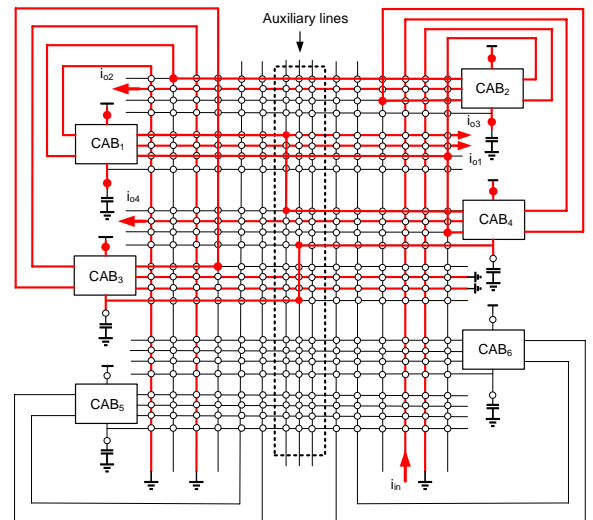 Auxiliary lines
io2
CAB2
io3
CAB1
io1
io4
CAB4
CAB3
CAB6
CAB5
iin